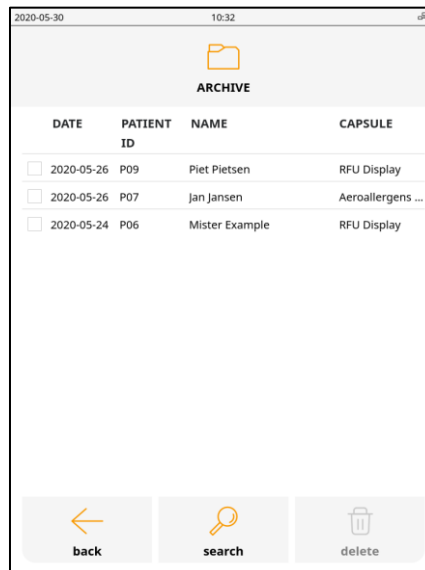 2020-05-30 10:32
ARCHIVE
DATE PATIENT ID NAME CAPSULE
2020-05-26 P09 Piet Pietsen RFU Display
2020-05-26 P07 Jan Jansen Aeroallergens ...
2020-05-24 P06 Mister Example RFU Display
back search delete